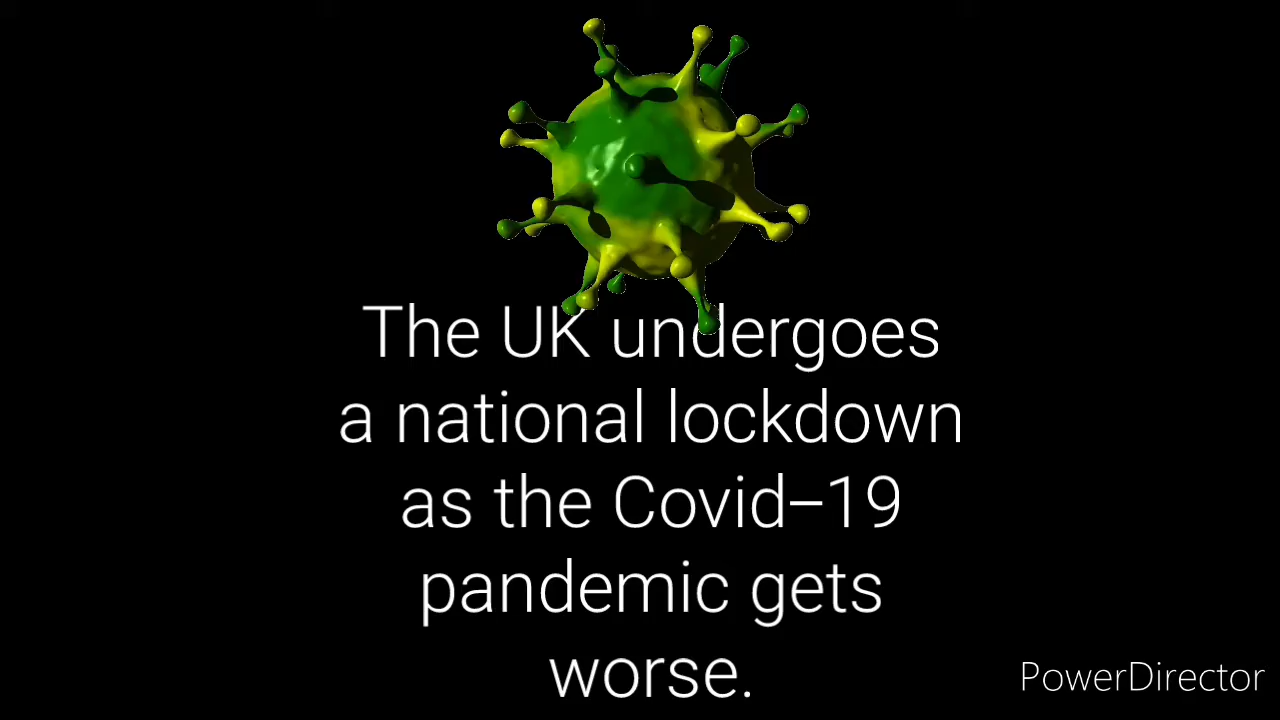 The UK undergoes
a national lockdown
as the Covid–19
pandemic gets
worse.
PowerDirector